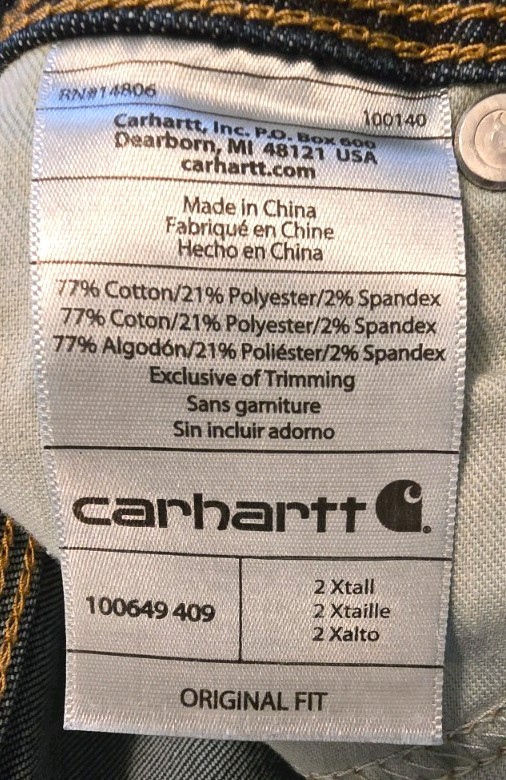 RN#14806
100140
Carhartt, Inc. P.O. Box 600
Dearborn, MI 48121 USA
carhartt.com
Made in China
Fabriqué en Chine
Hecho en China
77% Cotton/21% Polyester/2% Spandex
77% Coton/21% Polyester/2% Spandex
77% Algodón/21% Poliéster/2% Spandex
Exclusive of Trimming
Sans garniture
Sin incluir adorno
carhartt
100649 409
2 Xtall
2 Xtaille
2 Xalto
ORIGINAL FIT